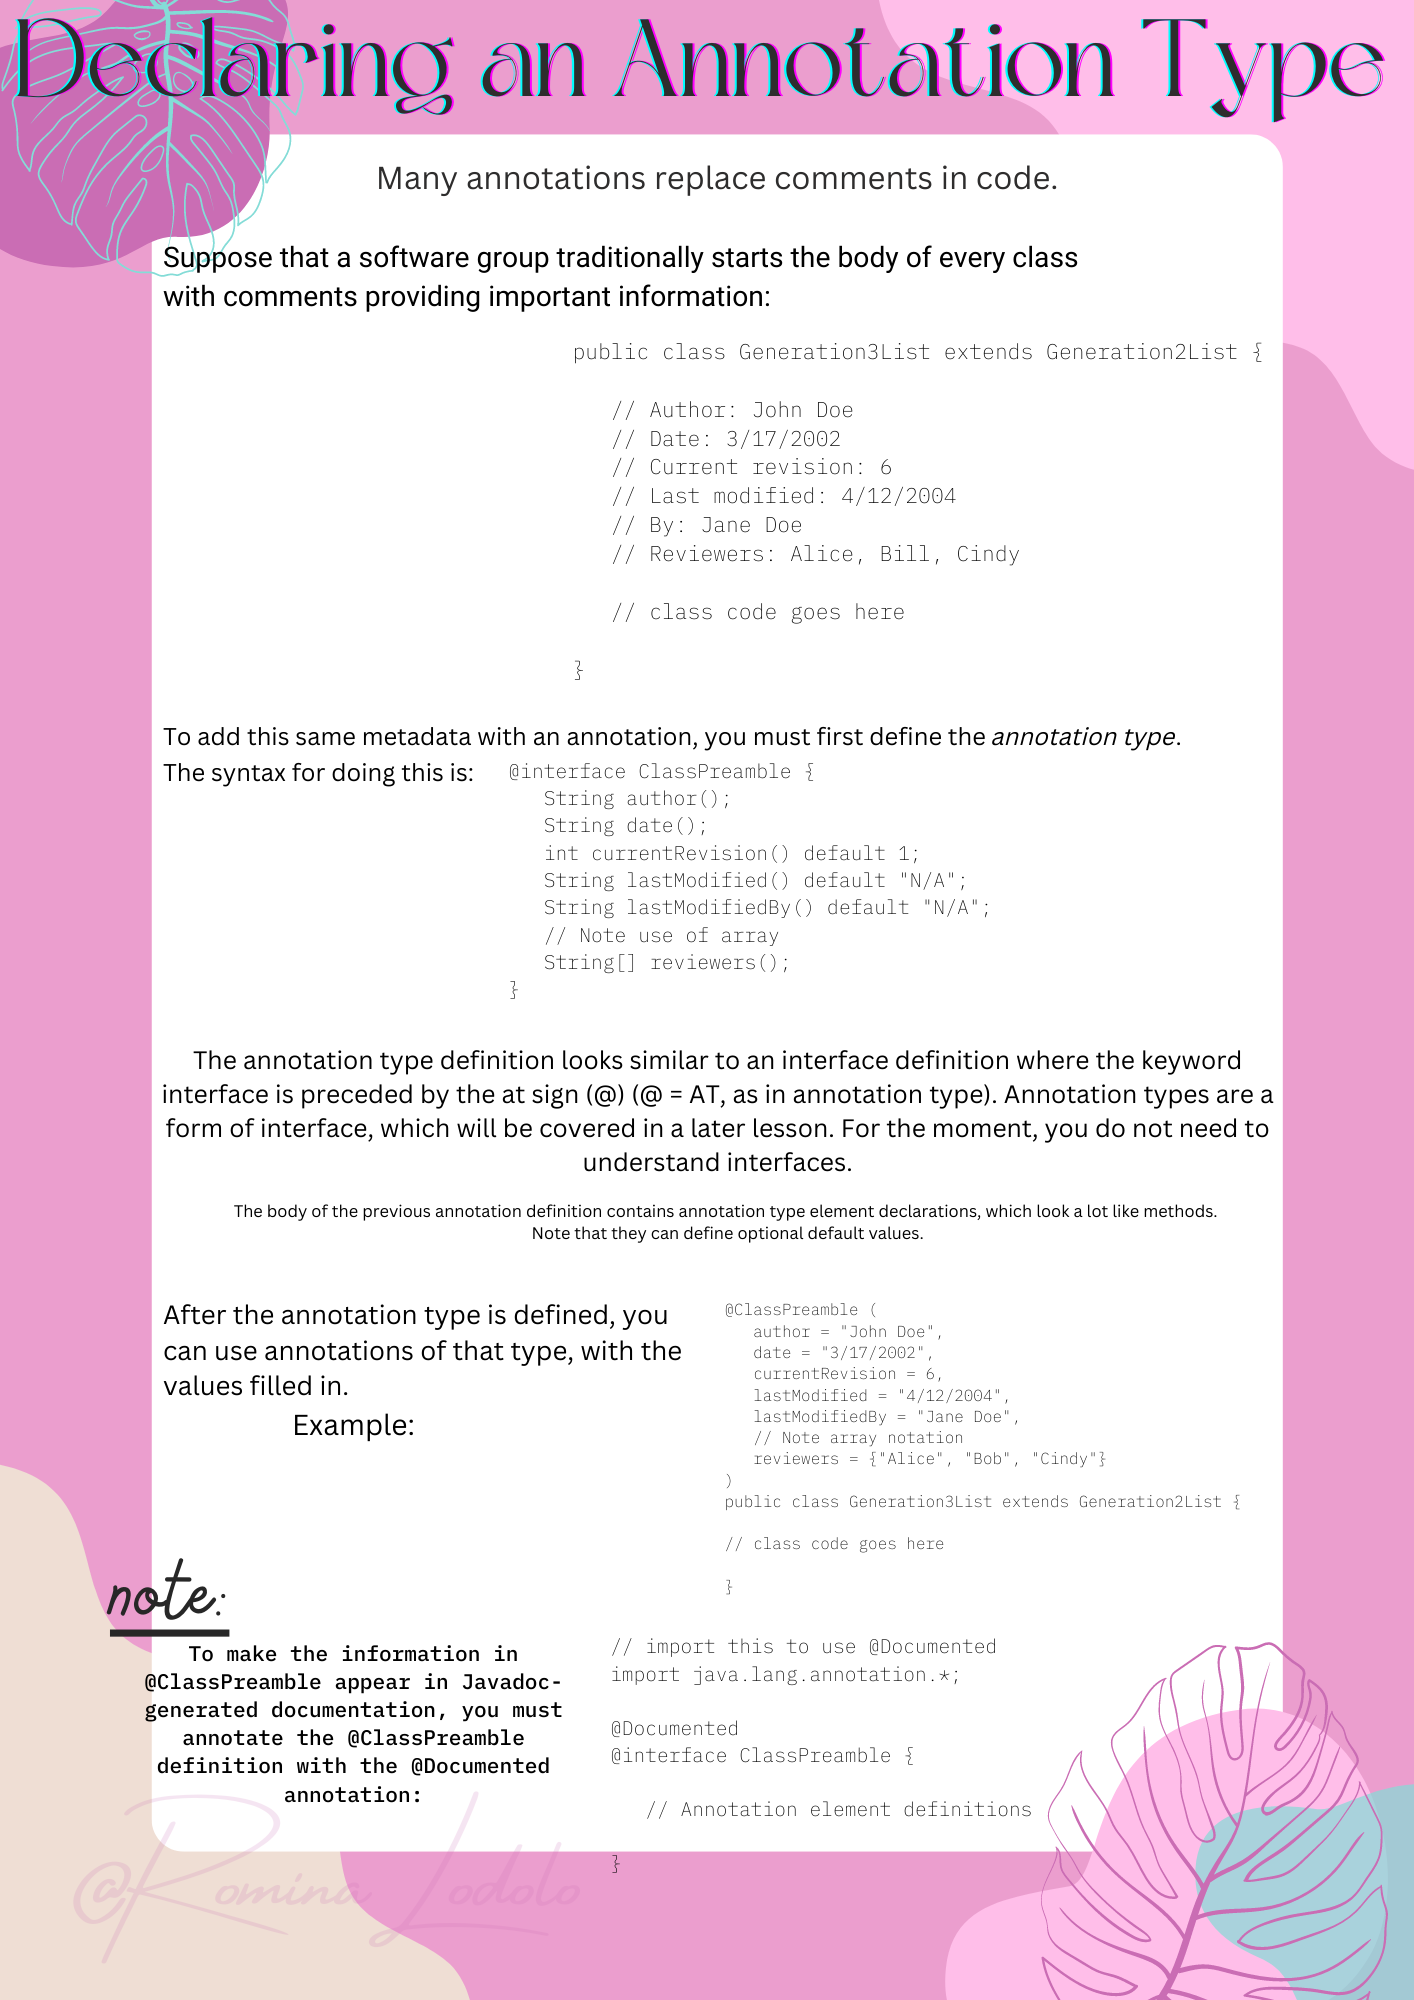 Declaring an Annotation Type
Many annotations replace comments in code.
Suppose that a software group traditionally starts the body of every class
with comments providing important information:
public class Generation3List extends Generation2List {
// Author: John Doe
// Date: 3/17/2002
// Current revision: 6
// Last modified: 4/12/2004
// By: Jane Doe
// Reviewers: Alice, Bill, Cindy
// class code goes here
}
To add this same metadata with an annotation, you must first define the annotation type.
The syntax for doing this is:
@interface ClassPreamble {
String author();
String date();
int currentRevision() default 1;
String lastModified() default "N/A";
String lastModifiedBy() default "N/A";
// Note use of array
String[] reviewers();
}
The annotation type definition looks similar to an interface definition where the keyword
interface is preceded by the at sign (@) (@ = AT, as in annotation type). Annotation types are a
form of interface, which will be covered in a later lesson. For the moment, you do not need to
understand interfaces.
The body of the previous annotation definition contains annotation type element declarations, which look a lot like methods.
Note that they can define optional default values.
After the annotation type is defined, you
can use annotations of that type, with the
values filled in.
Example:
@ClassPreamble (
author = "John Doe",
date = "3/17/2002",
currentRevision = 6,
lastModified = "4/12/2004",
lastModifiedBy = "Jane Doe",
// Note array notation
reviewers = {"Alice", "Bob", "Cindy"}
)
public class Generation3List extends Generation2List {
// class code goes here
}
note:
To make the information in
@ClassPreamble appear in Javadoc-
generated documentation, you must
annotate the @ClassPreamble
definition with the @Documented
annotation:
// import this to use @Documented
import java.lang.annotation.*;
@Documented
@interface ClassPreamble {
// Annotation element definitions
}
@Romina Lodolo